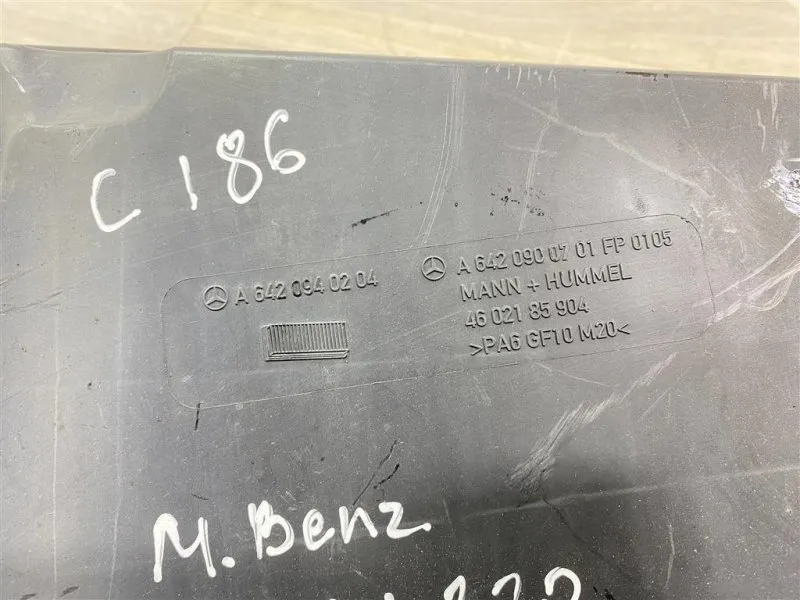 C 186
A 642 094 02 04
A 642 090 07 01 FP 0105
MANN + HUMMEL
46 021 85 904
>PA6 GF10 M20<
M. Benz